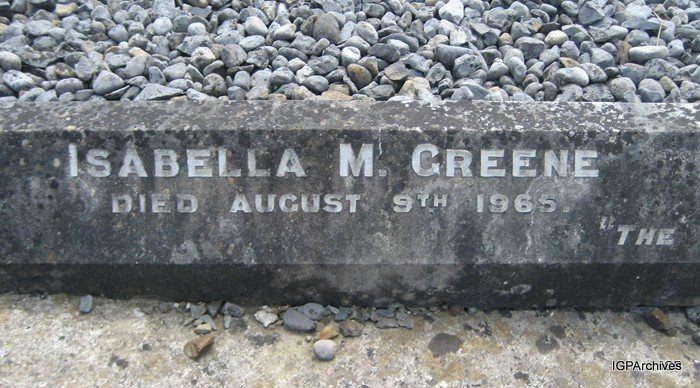 ISABELLA M. GREENE
DIED AUGUST 9TH 1965.
"THE
IGPArchives